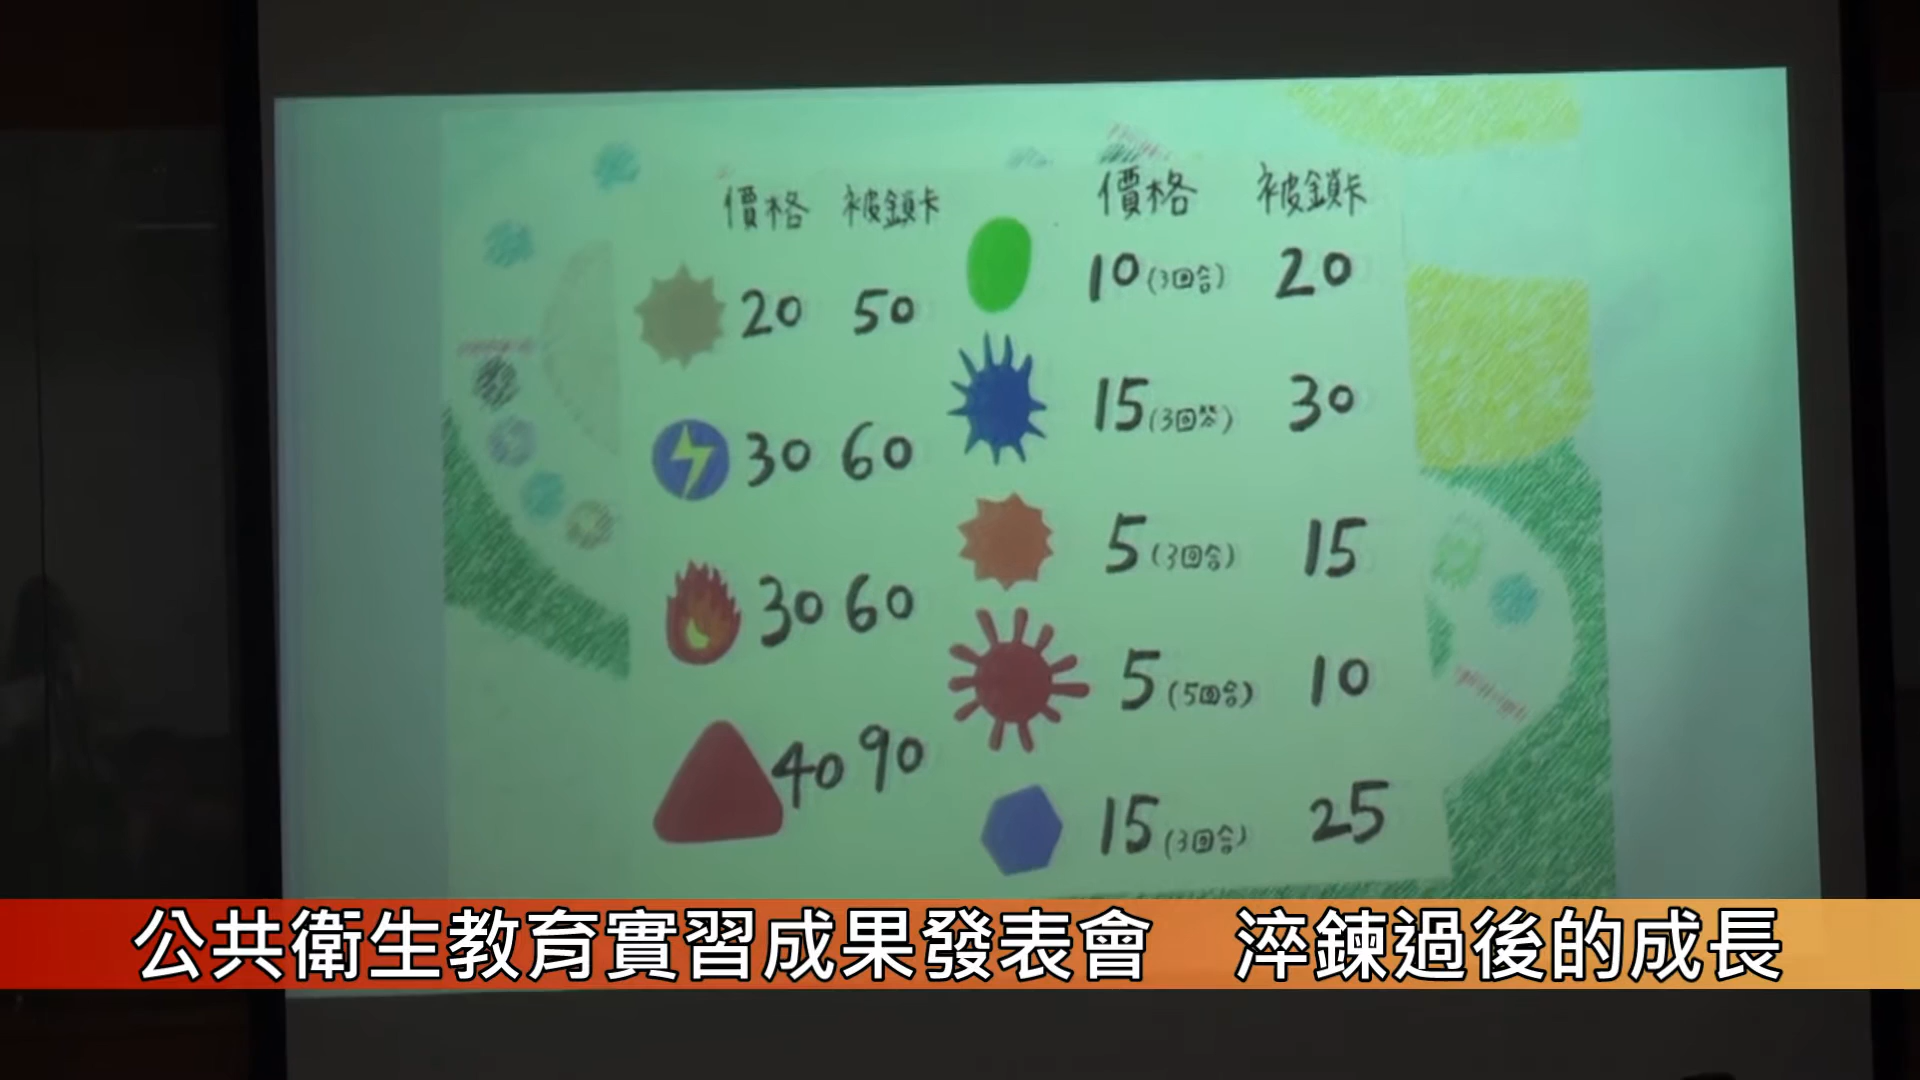 價格 被鎖卡
20 50
30 60
30 60
40 90
價格 被鎖卡
10(3回合) 20
15(3回答) 30
5(3回合) 15
5(5回合) 10
15(3回合) 25
公共衛生教育實習成果發表會 淬鍊過後的成長